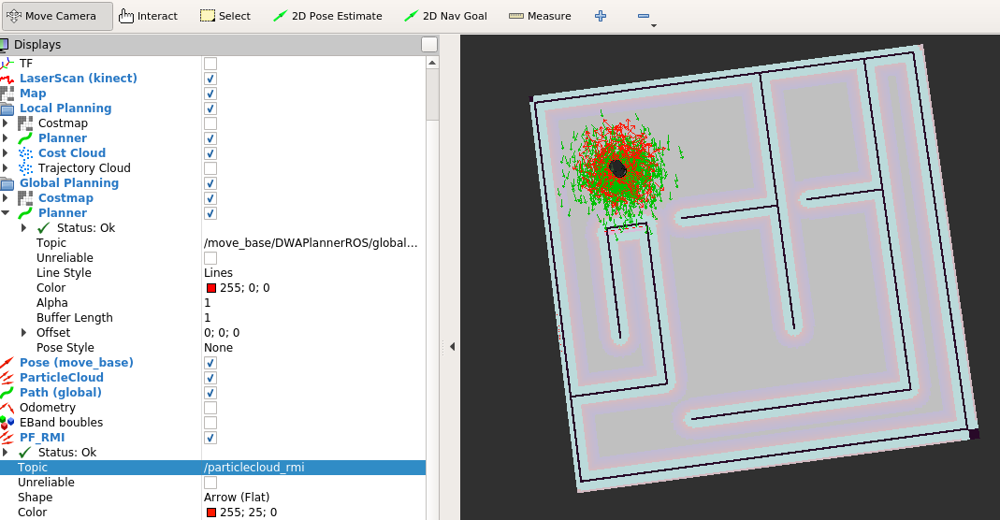 Move Camera Interact Select 2D Pose Estimate 2D Nav Goal Measure
Displays
TF
LaserScan (kinect)
Map
Local Planning
Costmap
Planner
Cost Cloud
Trajectory Cloud
Global Planning
Costmap
Planner
Status: Ok
Topic /move_base/DWAPlannerROS/global...
Unreliable
Line Style Lines
Color 255; 0; 0
Alpha 1
Buffer Length 1
Offset 0; 0; 0
Pose Style None
Pose (move_base)
ParticleCloud
Path (global)
Odometry
EBand boubles
PF_RMI
Status: Ok
Topic /particlecloud_rmi
Unreliable
Shape Arrow (Flat)
Color 255; 25; 0